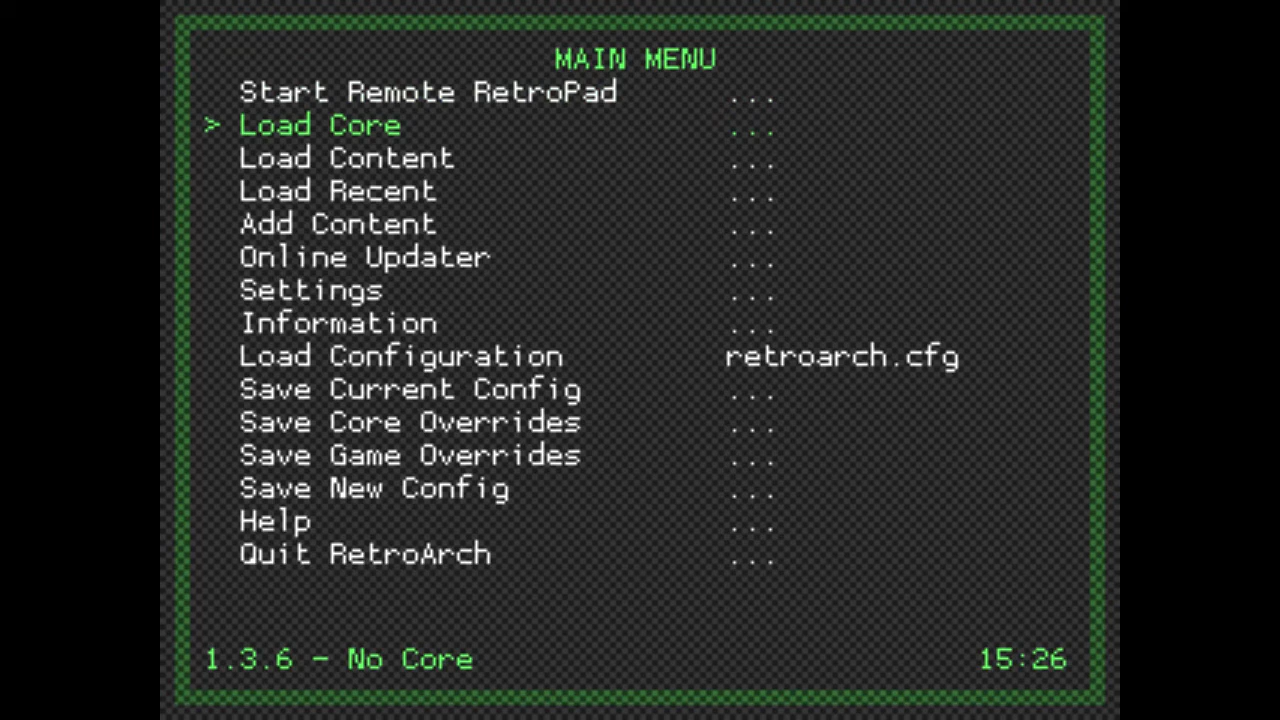 MAIN MENU
Start Remote RetroPad ...
> Load Core ...
Load Content ...
Load Recent ...
Add Content ...
Online Updater ...
Settings ...
Information ...
Load Configuration retroarch.cfg
Save Current Config ...
Save Core Overrides ...
Save Game Overrides ...
Save New Config ...
Help ...
Quit RetroArch ...
1.3.6 - No Core 15:26